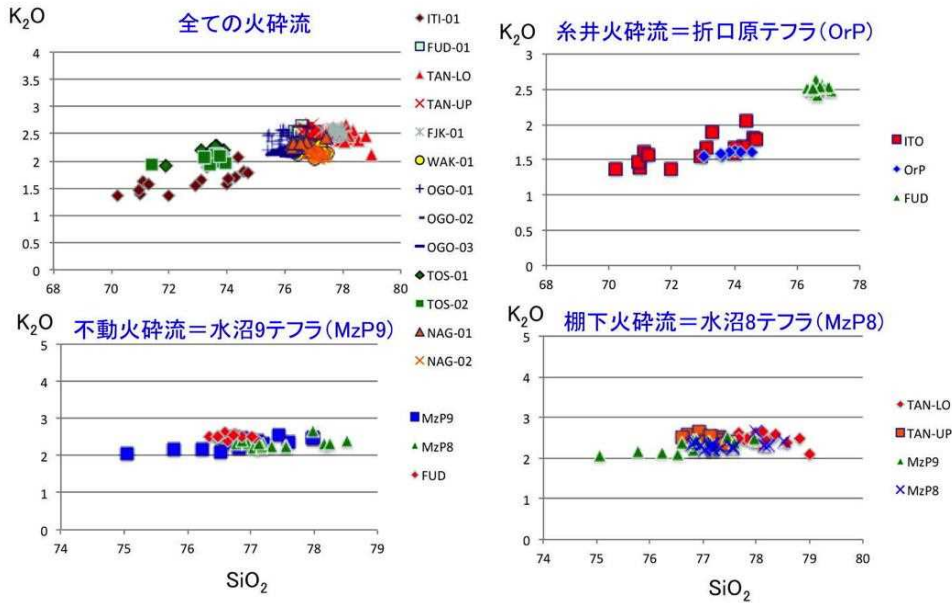 K₂O
全ての火砕流
4
3.5
3
2.5
2
1.5
1
0.5
0
68
70
72
74
76
78
80
ITI-01
FUD-01
TAN-LO
TAN-UP
FJK-01
WAK-01
OGO-01
OGO-02
OGO-03
TOS-01
TOS-02
NAG-01
NAG-02
K₂O
糸井火砕流＝折口原テフラ(OrP)
3
2.5
2
1.5
1
0.5
0
68
70
72
74
76
78
ITO
OrP
FUD
K₂O
不動火砕流＝水沼9テフラ(MzP9)
5
4
3
2
1
0
74
75
76
77
78
79
SiO₂
MzP9
MzP8
FUD
K₂O
棚下火砕流＝水沼8テフラ(MzP8)
5
4
3
2
1
0
74
75
76
77
78
79
80
SiO₂
TAN-LO
TAN-UP
MzP9
MzP8